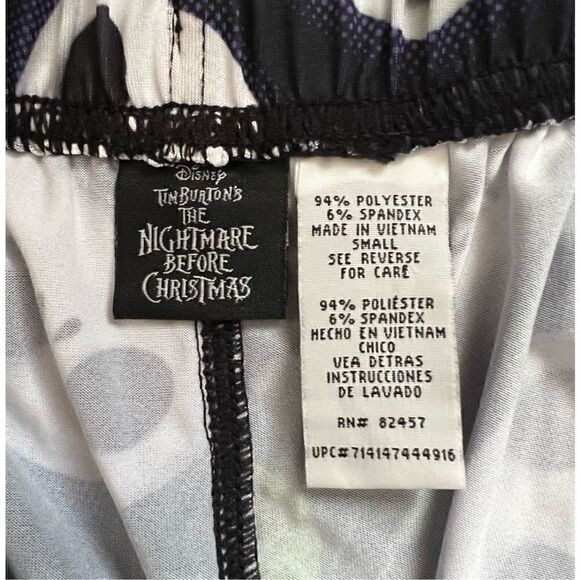 DISNEY
TIM BURTON'S
THE
NIGHTMARE
BEFORE
CHRISTMAS
94% POLYESTER
6% SPANDEX
MADE IN VIETNAM
SMALL
SEE REVERSE
FOR CARE
94% POLIÉSTER
6% SPANDEX
HECHO EN VIETNAM
CHICO
VEA DETRAS
INSTRUCCIONES
DE LAVADO
RN# 82457
UPC#714147444916